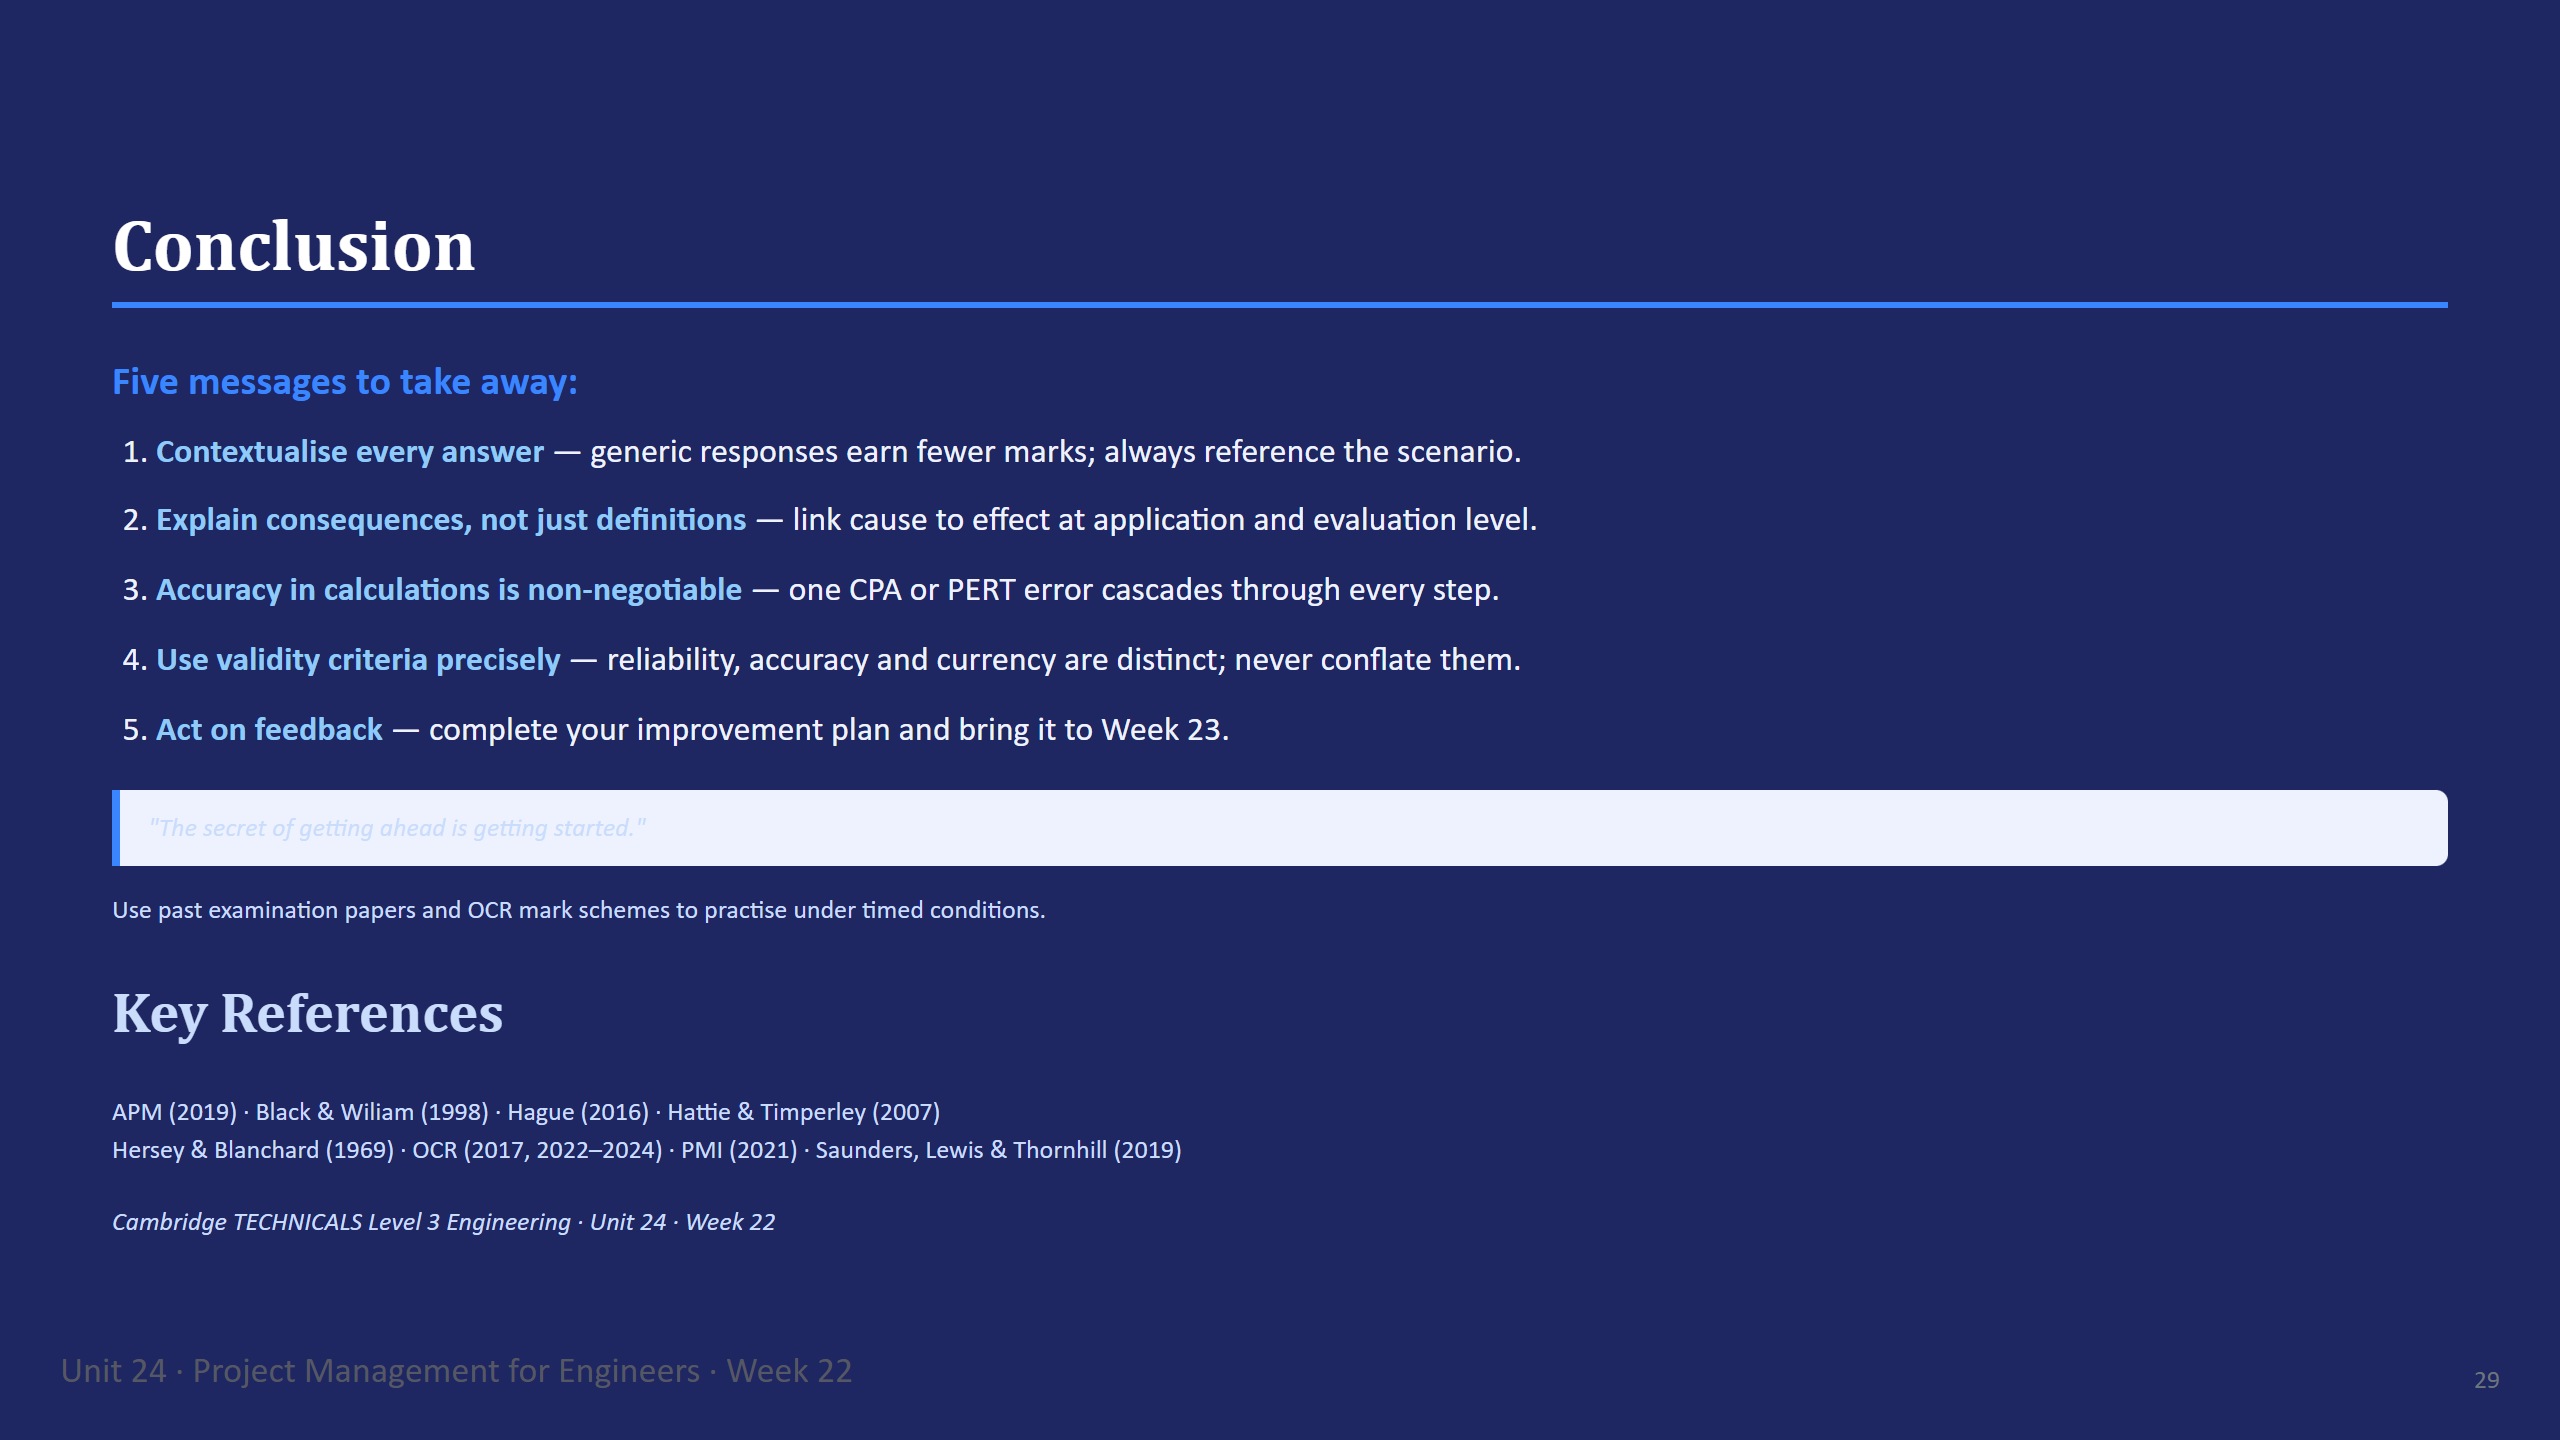 Conclusion
Five messages to take away:
1. Contextualise every answer — generic responses earn fewer marks; always reference the scenario.
2. Explain consequences, not just definitions — link cause to effect at application and evaluation level.
3. Accuracy in calculations is non-negotiable — one CPA or PERT error cascades through every step.
4. Use validity criteria precisely — reliability, accuracy and currency are distinct; never conflate them.
5. Act on feedback — complete your improvement plan and bring it to Week 23.
"The secret of getting ahead is getting started."
Use past examination papers and OCR mark schemes to practise under timed conditions.
Key References
APM (2019) · Black & Wiliam (1998) · Hague (2016) · Hattie & Timperley (2007)
Hersey & Blanchard (1969) · OCR (2017, 2022–2024) · PMI (2021) · Saunders, Lewis & Thornhill (2019)
Cambridge TECHNICALS Level 3 Engineering · Unit 24 · Week 22
Unit 24 · Project Management for Engineers · Week 22
29